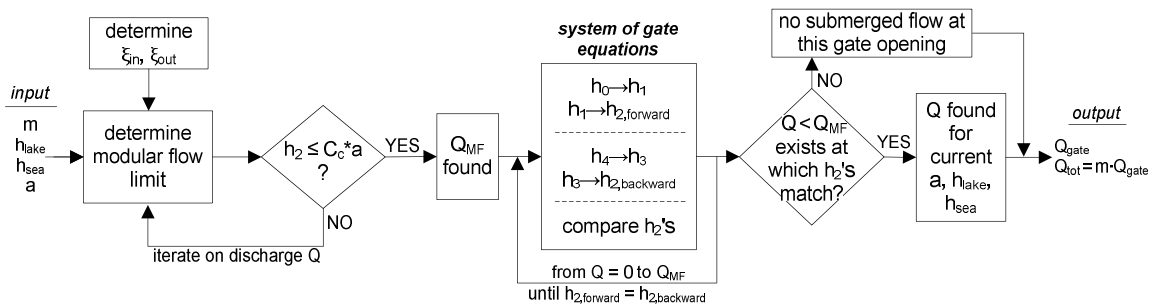 input
m
hlake
hsea
a
determine
ξin, ξout
determine
modular flow
limit
h2 ≤ Cc*a
?
YES
NO
iterate on discharge Q
QMF
found
system of gate
equations
h0→h1
h1→h2,forward
h4→h3
h3→h2,backward
compare h2's
from Q = 0 to QMF
until h2,forward = h2,backward
no submerged flow at
this gate opening
NO
Q < QMF
exists at
which h2's
match?
YES
Q found
for
current
a, hlake,
hsea
output
Qgate
Qtot = m·Qgate